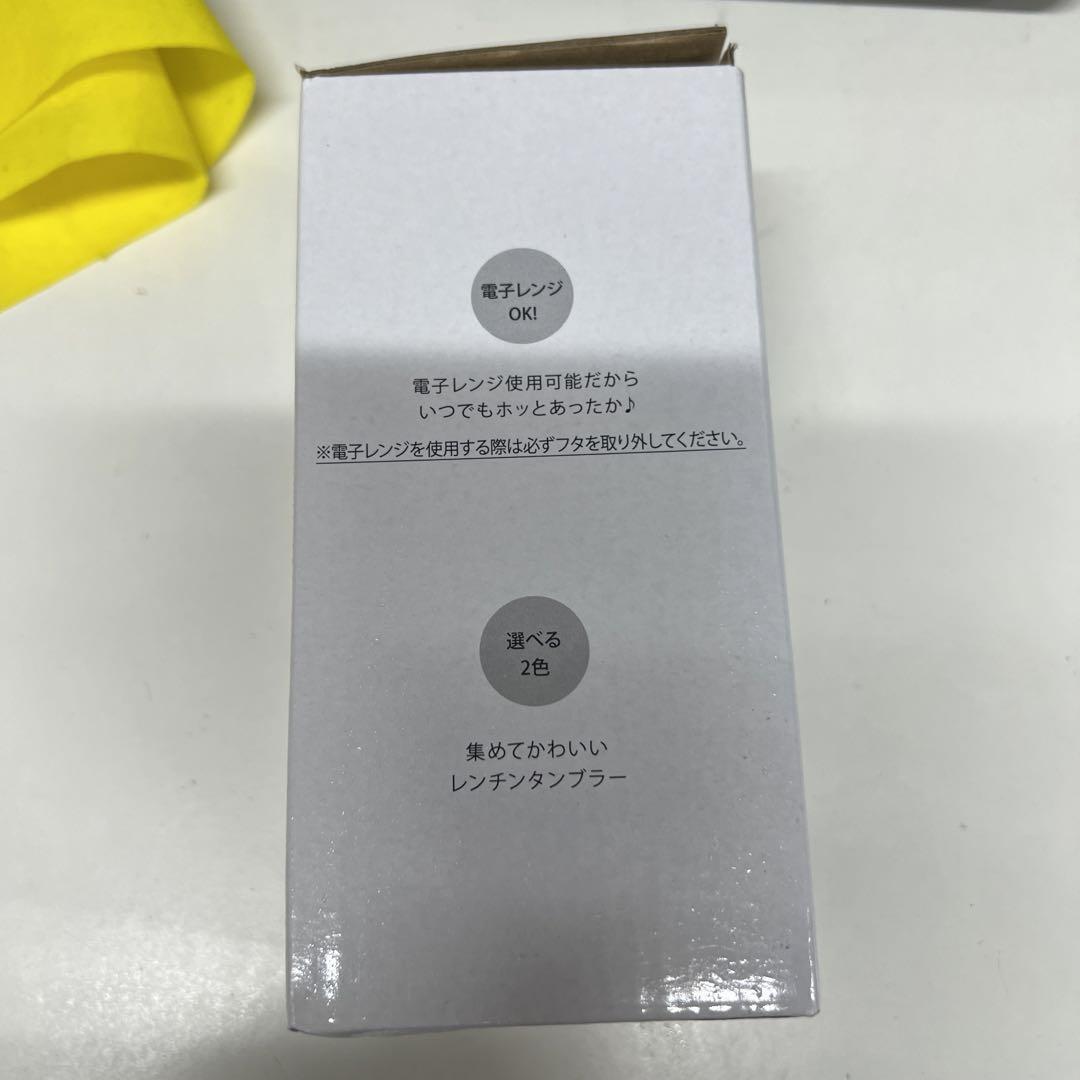 電子レンジ
OK!
電子レンジ使用可能だから
いつでもホッとあったか♪
※電子レンジを使用する際は必ずフタを取り外してください。
選べる
2色
集めてかわいい
レンチンタンブラー